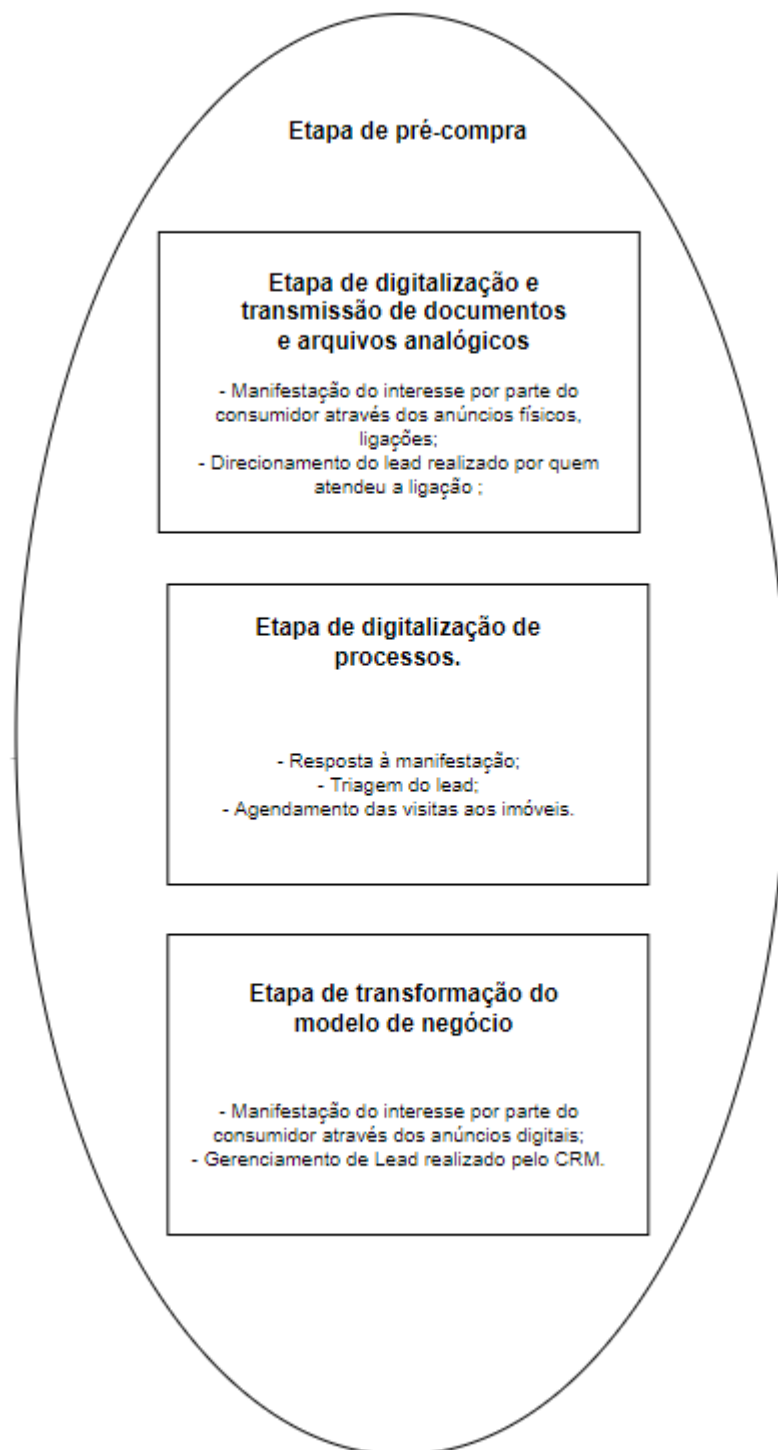 Etapa de pré-compra
Etapa de digitalização e
transmissão de documentos
e arquivos analógicos
- Manifestação do interesse por parte do
consumidor através dos anúncios físicos,
ligações;
- Direcionamento do lead realizado por quem
atendeu a ligação ;
Etapa de digitalização de
processos.
- Resposta à manifestação;
- Triagem do lead;
- Agendamento das visitas aos imóveis.
Etapa de transformação do
modelo de negócio
- Manifestação do interesse por parte do
consumidor através dos anúncios digitais;
- Gerenciamento de Lead realizado pelo CRM.